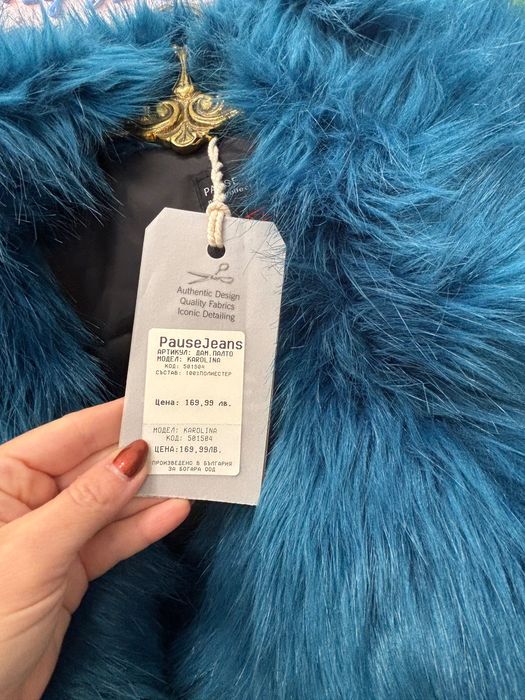 PAUSE
Authentic Design
Quality Fabrics
Iconic Detailing
PauseJeans
АРТИКУЛ: ДАМ.ПАЛТО
МОДЕЛ: KAROLINA
КОД: 501504
СЪСТАВ: 100%ПОЛИЕСТЕР
Цена: 169,99 лв.
МОДЕЛ: KAROLINA
КОД: 501504
ЦЕНА:169,99ЛВ.
ПРОИЗВЕДЕНО В БЪЛГАРИЯ
ЗА БОГАРА ООД